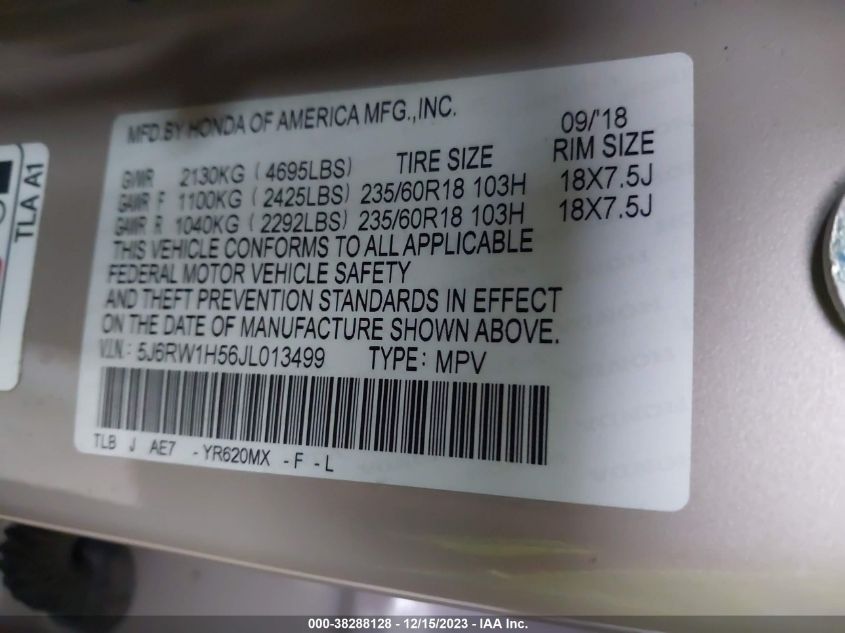 MFD.BY HONDA OF AMERICA MFG.,INC. 09/'18
GVWR 2130KG (4695LBS) TIRE SIZE RIM SIZE
GAWR F 1100KG (2425LBS) 235/60R18 103H 18X7.5J
GAWR R 1040KG (2292LBS) 235/60R18 103H 18X7.5J
THIS VEHICLE CONFORMS TO ALL APPLICABLE
FEDERAL MOTOR VEHICLE SAFETY
AND THEFT PREVENTION STANDARDS IN EFFECT
ON THE DATE OF MANUFACTURE SHOWN ABOVE.
V.I.N.: 5J6RW1H56JL013499 TYPE: MPV
TLB J AE7 -YR620MX -F -L
TLA A1
000-38288128 - 12/15/2023 - IAA Inc.